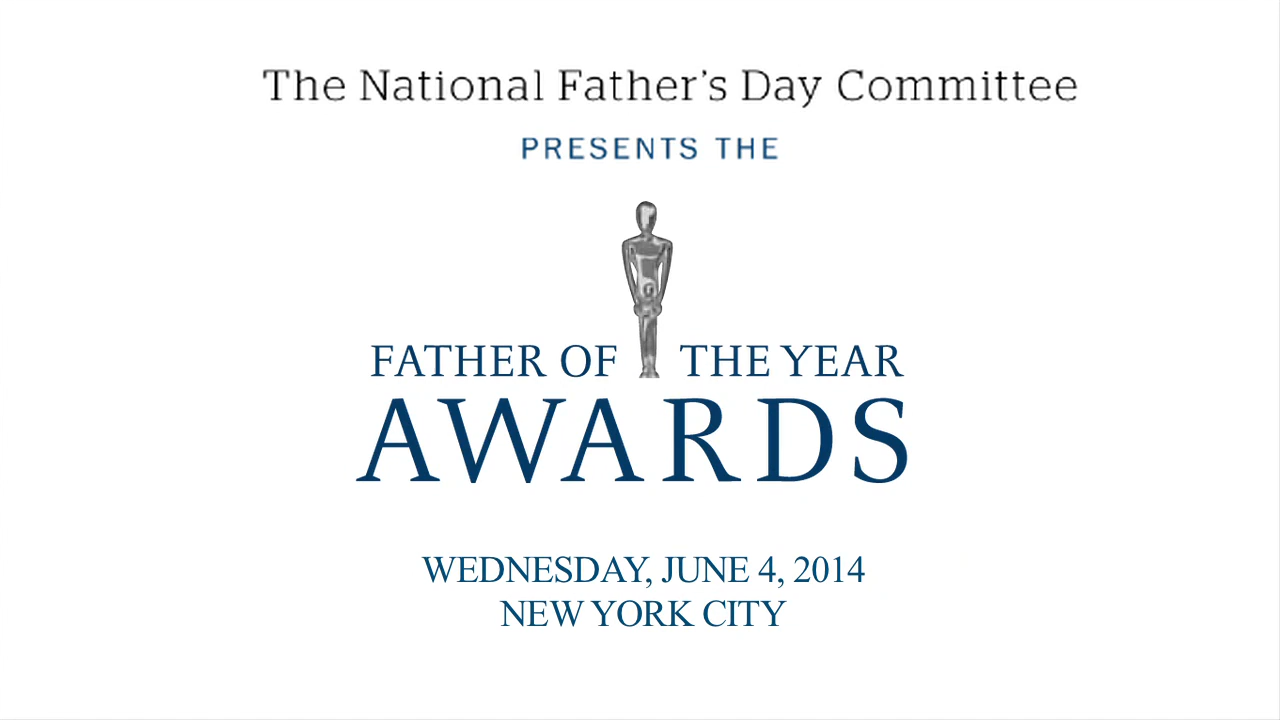 The National Father's Day Committee
PRESENTS THE
FATHER OF THE YEAR
AWARDS
WEDNESDAY, JUNE 4, 2014
NEW YORK CITY